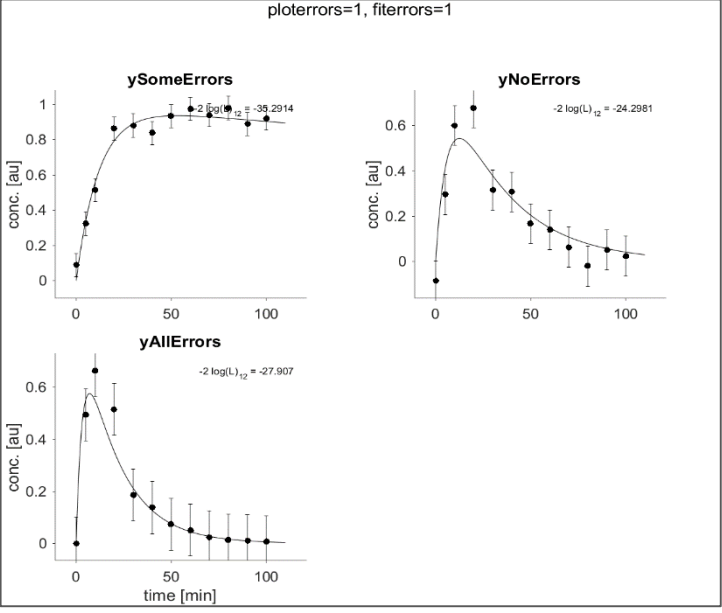 ploterrors=1, fiterrors=1
ySomeErrors
-2 log(L)12 = -35.2914
conc. [au]
1
0.8
0.6
0.4
0.2
0
0 50 100
yNoErrors
-2 log(L)12 = -24.2981
conc. [au]
0.6
0.4
0.2
0
0 50 100
yAllErrors
-2 log(L)12 = -27.907
conc. [au]
0.6
0.4
0.2
0
0 50 100
time [min]